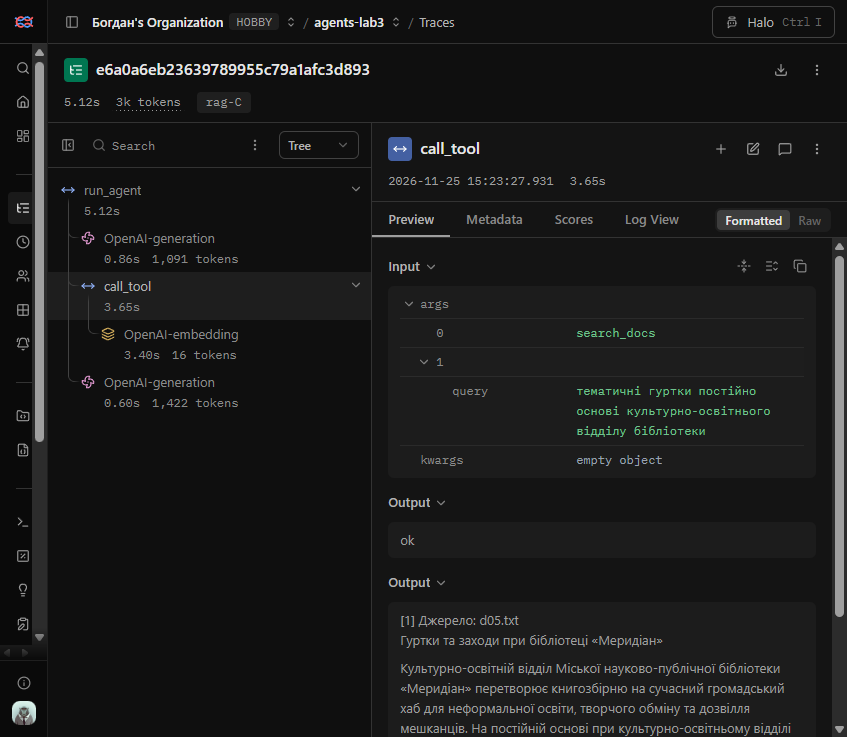 Богдан's Organization HOBBY / agents-lab3 / Traces
Halo Ctrl I
e6a0a6eb23639789955c79a1afc3d893
5.12s 3k tokens rag-C
Search
Tree
run_agent
5.12s
OpenAI-generation
0.86s 1,091 tokens
call_tool
3.65s
OpenAI-embedding
3.40s 16 tokens
OpenAI-generation
0.60s 1,422 tokens
call_tool
2026-11-25 15:23:27.931 3.65s
Preview Metadata Scores Log View Formatted Raw
Input
args
0 search_docs
1
query тематичні гуртки постійно
основі культурно-освітнього
відділу бібліотеки
kwargs empty object
Output
ok
Output
[1] Джерело: d05.txt
Гуртки та заходи при бібліотеці «Меридіан»
Культурно-освітній відділ Міської науково-публічної бібліотеки
«Меридіан» перетворює книгозбірню на сучасний громадський
хаб для неформальної освіти, творчого обміну та дозвілля
мешканців. На постійній основі при культурно-освітньому відділі